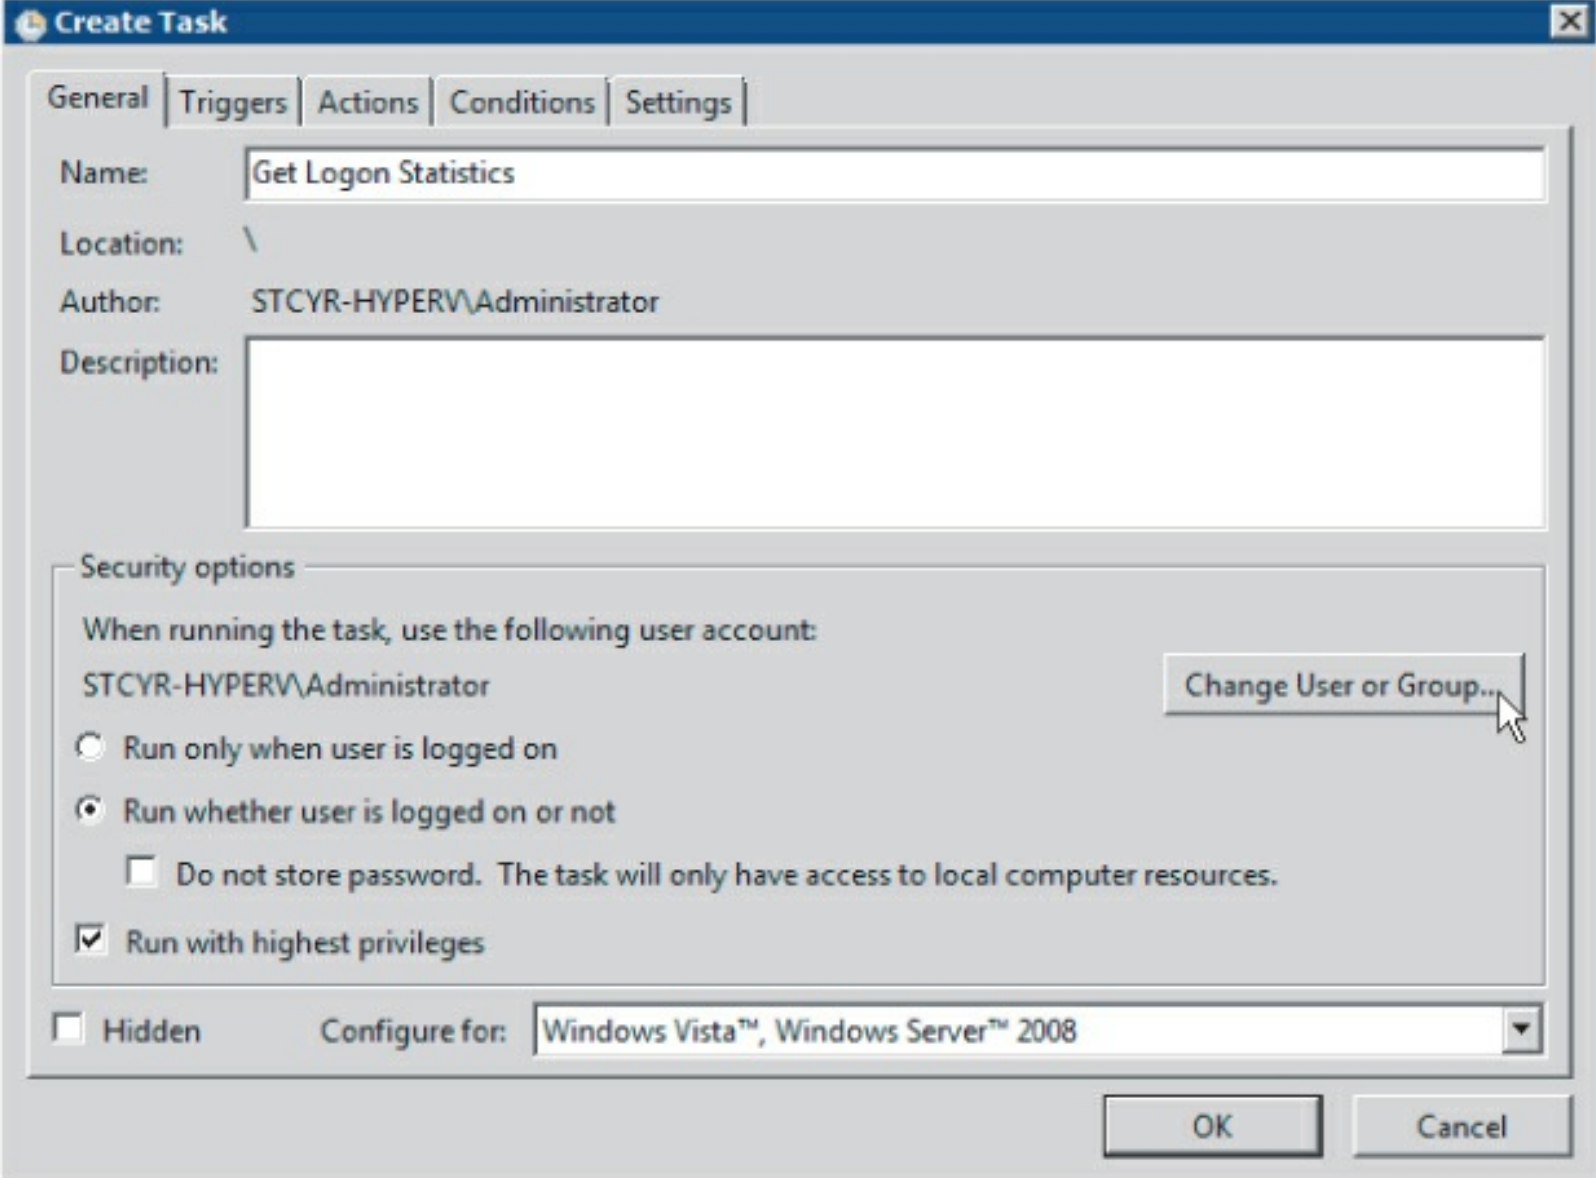 Create Task
General Triggers Actions Conditions Settings
Name: Get Logon Statistics
Location: \
Author: STCYR-HYPERV\Administrator
Description:
Security options
When running the task, use the following user account:
STCYR-HYPERV\Administrator
Change User or Group...
Run only when user is logged on
Run whether user is logged on or not
Do not store password. The task will only have access to local computer resources.
Run with highest privileges
Hidden Configure for: Windows Vista™, Windows Server™ 2008
OK Cancel